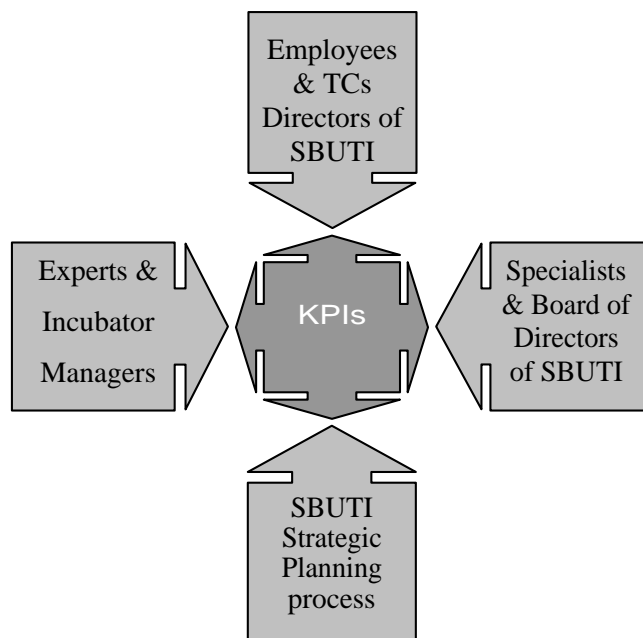 Employees
& TCs
Directors of
SBUTI
Experts &
Incubator
Managers
KPIs
Specialists
& Board of
Directors
of SBUTI
SBUTI
Strategic
Planning
process